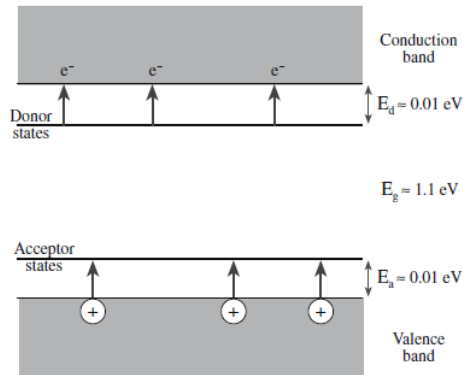 Conduction
band
e⁻ e⁻ e⁻
E_d ≈ 0.01 eV
Donor
states
E_g ≈ 1.1 eV
Acceptor
states
E_a ≈ 0.01 eV
+ + +
Valence
band